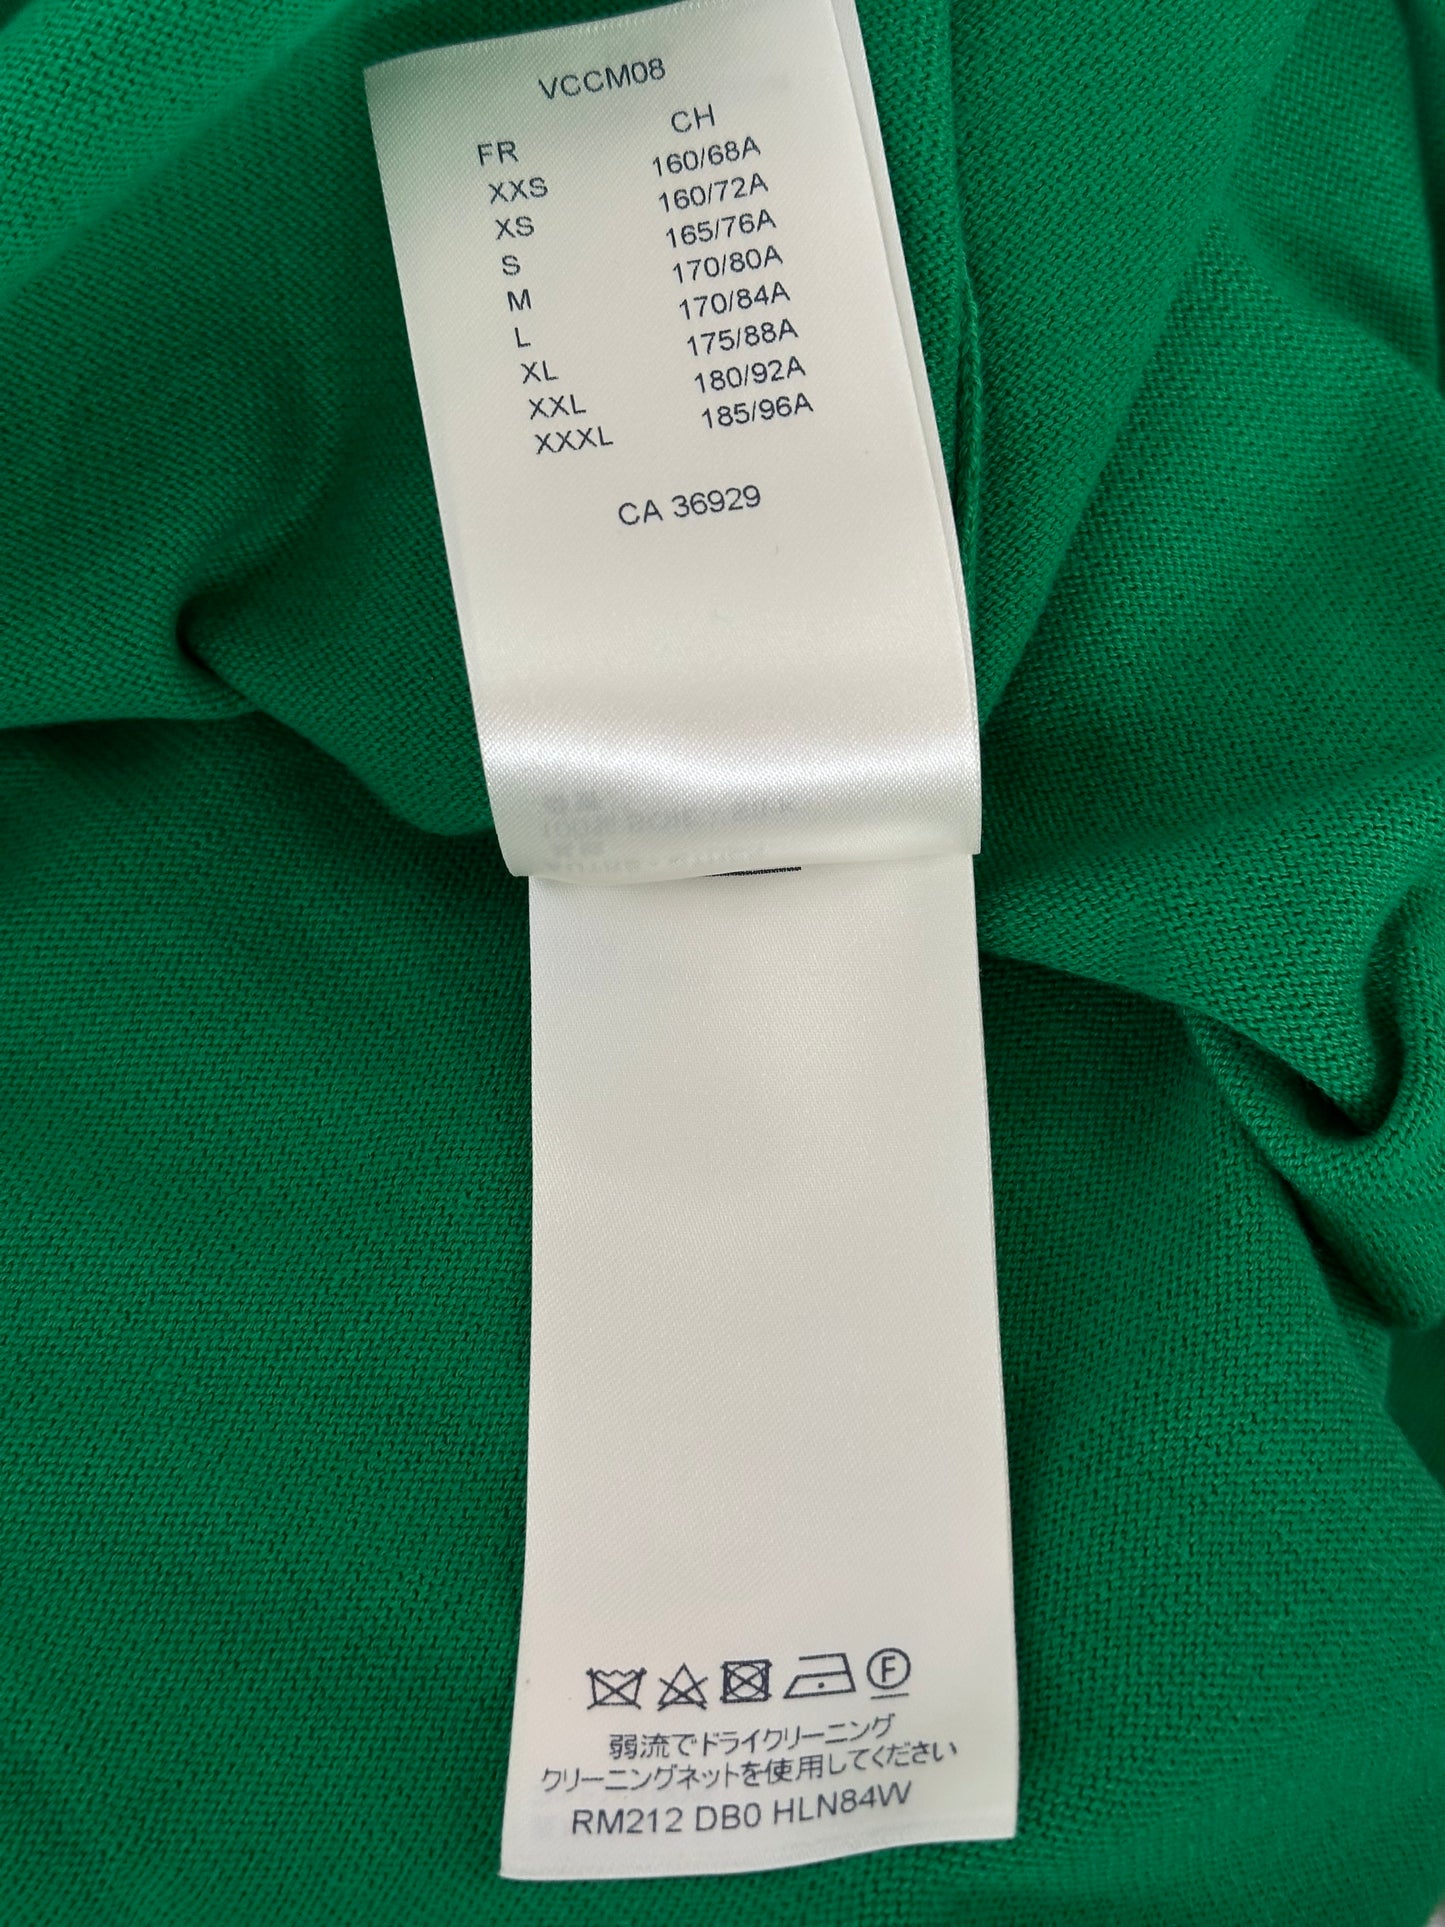 VCCM08
FR CH
XXS 160/68A
XS 160/72A
S 165/76A
M 170/80A
L 170/84A
XL 175/88A
XXL 180/92A
XXXL 185/96A
CA 36929
F
弱流でドライクリーニング
クリーニングネットを使用してください
RM212 DB0 HLN84W